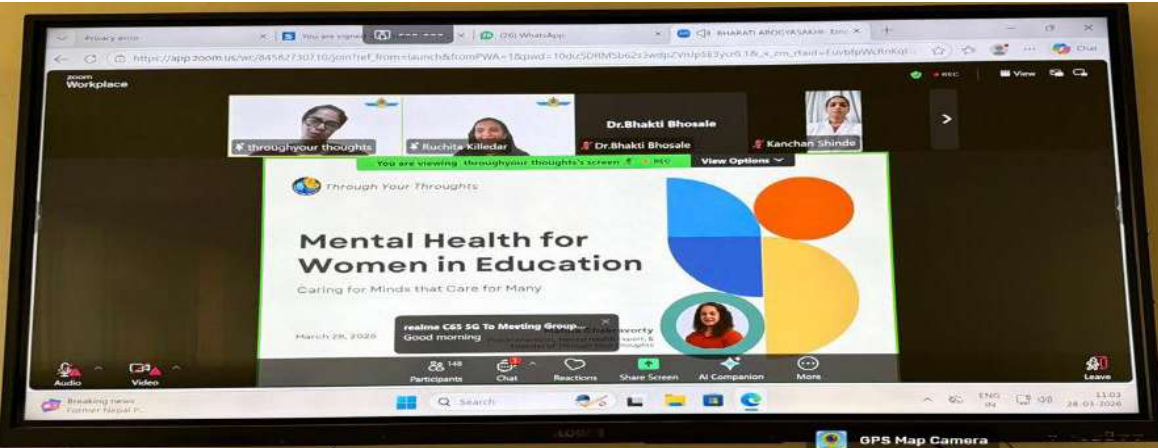 Privacy error
You are signed
(26) WhatsApp
BHARATI AROGYASAKHI
zoom
Workplace
REC
View
throughyour thoughts
Ruchita Killedar
Dr.Bhakti Bhosale
Dr.Bhakti Bhosale
Kanchan Shinde
You are viewing throughyour thoughts's screen
REC
View Options
Through Your Throughts
Mental Health for
Women in Education
Caring for Minds that Care for Many
March 28, 2026
realme C65 5G To Meeting Group...
Good morning
Audio
Video
148
Participants
Chat
Reactions
Share Screen
AI Companion
More
Leave
Breaking news
Former Nepal P...
Search
ENG
IN
11:03
28-03-2026
GPS Map Camera